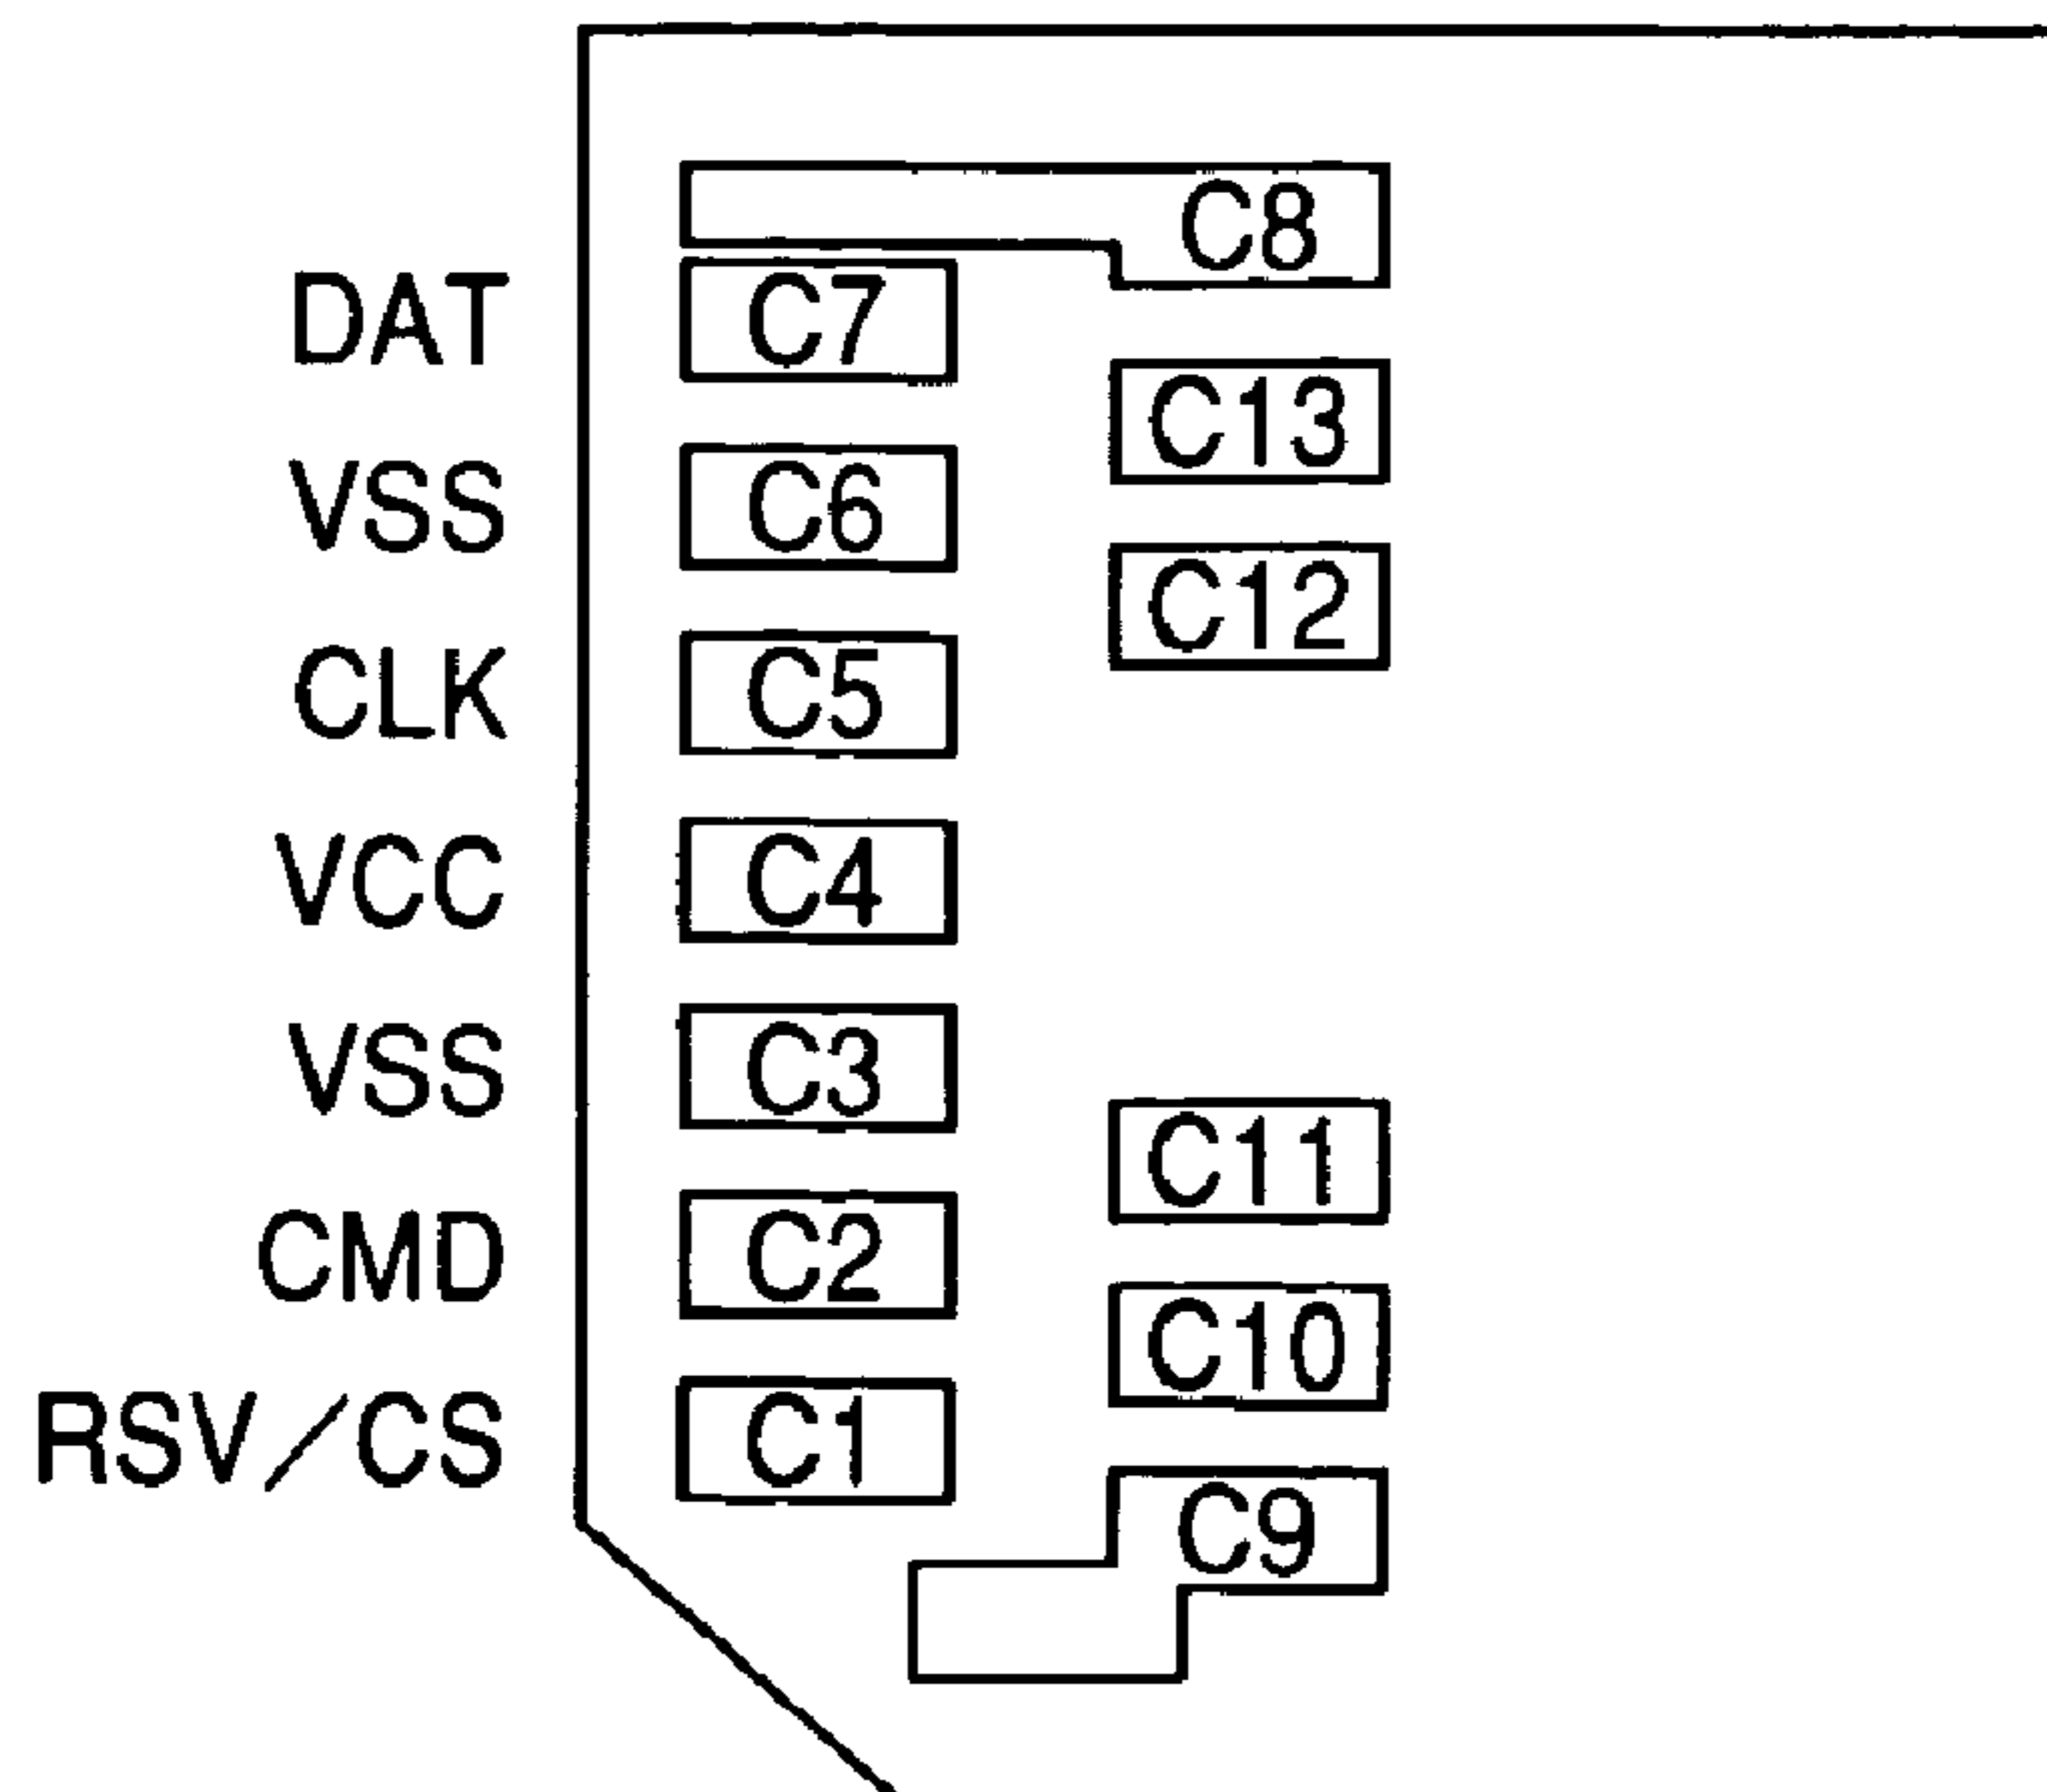 C8
DAT C7
C13
VSS C6
C12
CLK C5
VCC C4
VSS C3
C11
CMD C2
C10
RSV/CS C1
C9